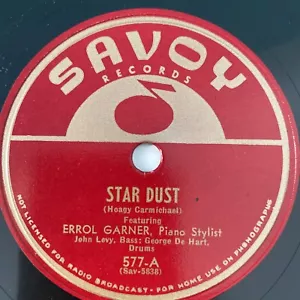 SAVOY
RECORDS
STAR DUST
(Hoagy Carmichael)
Featuring
ERROL GARNER, Piano Stylist
John Levy, Bass: George De Hart,
Drums
577-A
(Sav-5838)
NOT LICENSED FOR RADIO BROADCAST - FOR HOME USE ON PHONOGRAPHS